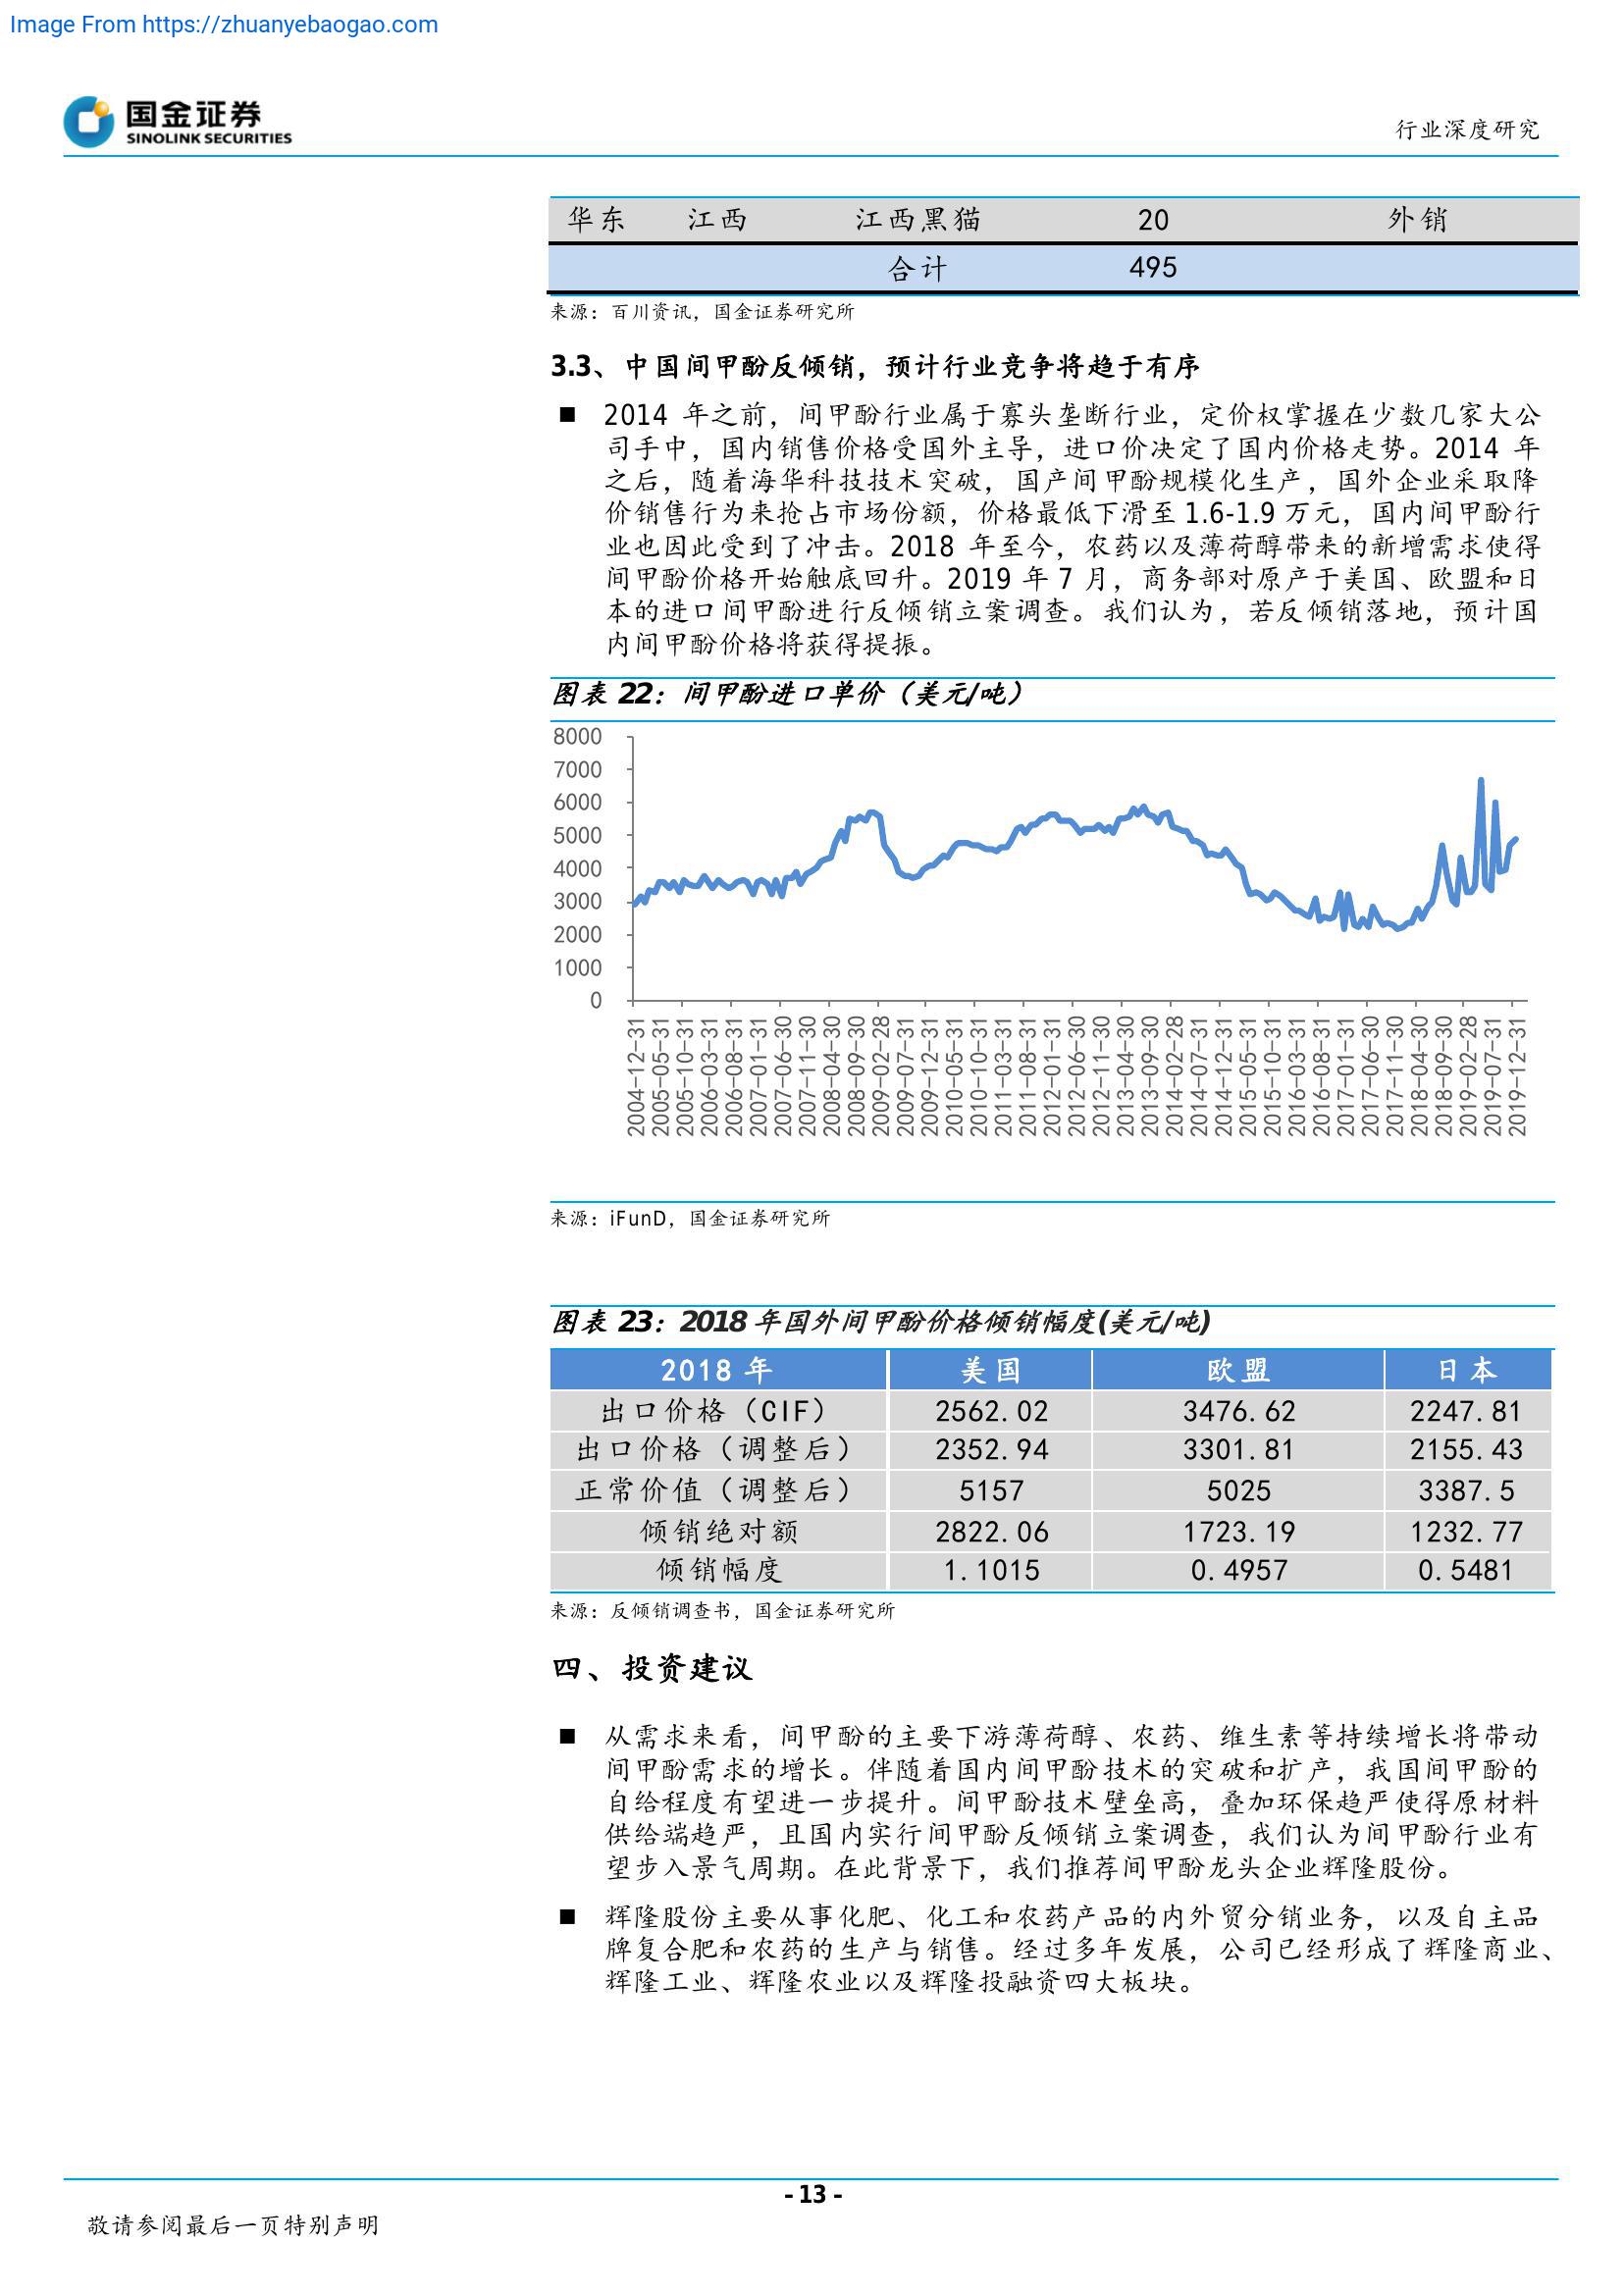 Image From https://zhuanyebaogao.com
国金证券
SINOLINK SECURITIES
行业深度研究
华东 江西 江西黑猫 20 外销
合计 495
来源：百川资讯，国金证券研究所
3.3、中国间甲酚反倾销，预计行业竞争将趋于有序
■ 2014 年之前，间甲酚行业属于寡头垄断行业，定价权掌握在少数几家大公
司手中，国内销售价格受国外主导，进口价决定了国内价格走势。2014 年
之后，随着海华科技技术突破，国产间甲酚规模化生产，国外企业采取降
价销售行为来抢占市场份额，价格最低下滑至 1.6-1.9 万元，国内间甲酚行
业也因此受到了冲击。2018 年至今，农药以及薄荷醇带来的新增需求使得
间甲酚价格开始触底回升。2019 年 7 月，商务部对原产于美国、欧盟和日
本的进口间甲酚进行反倾销立案调查。我们认为，若反倾销落地，预计国
内间甲酚价格将获得提振。
图表 22：间甲酚进口单价（美元/吨）
8000
7000
6000
5000
4000
3000
2000
1000
0
2004-12-31
2005-05-31
2005-10-31
2006-03-31
2006-08-31
2007-01-31
2007-06-30
2007-11-30
2008-04-30
2008-09-30
2009-02-28
2009-07-31
2009-12-31
2010-05-31
2010-10-31
2011-03-31
2011-08-31
2012-01-31
2012-06-30
2012-11-30
2013-04-30
2013-09-30
2014-02-28
2014-07-31
2014-12-31
2015-05-31
2015-10-31
2016-03-31
2016-08-31
2017-01-31
2017-06-30
2017-11-30
2018-04-30
2018-09-30
2019-02-28
2019-07-31
2019-12-31
来源：iFunD，国金证券研究所
图表 23：2018 年国外间甲酚价格倾销幅度(美元/吨)
2018 年 美国 欧盟 日本
出口价格（CIF） 2562.02 3476.62 2247.81
出口价格（调整后） 2352.94 3301.81 2155.43
正常价值（调整后） 5157 5025 3387.5
倾销绝对额 2822.06 1723.19 1232.77
倾销幅度 1.1015 0.4957 0.5481
来源：反倾销调查书，国金证券研究所
四、投资建议
■ 从需求来看，间甲酚的主要下游薄荷醇、农药、维生素等持续增长将带动
间甲酚需求的增长。伴随着国内间甲酚技术的突破和扩产，我国间甲酚的
自给程度有望进一步提升。间甲酚技术壁垒高，叠加环保趋严使得原材料
供给端趋严，且国内实行间甲酚反倾销立案调查，我们认为间甲酚行业有
望步入景气周期。在此背景下，我们推荐间甲酚龙头企业辉隆股份。
■ 辉隆股份主要从事化肥、化工和农药产品的内外贸分销业务，以及自主品
牌复合肥和农药的生产与销售。经过多年发展，公司已经形成了辉隆商业、
辉隆工业、辉隆农业以及辉隆投融资四大板块。
- 13 -
敬请参阅最后一页特别声明